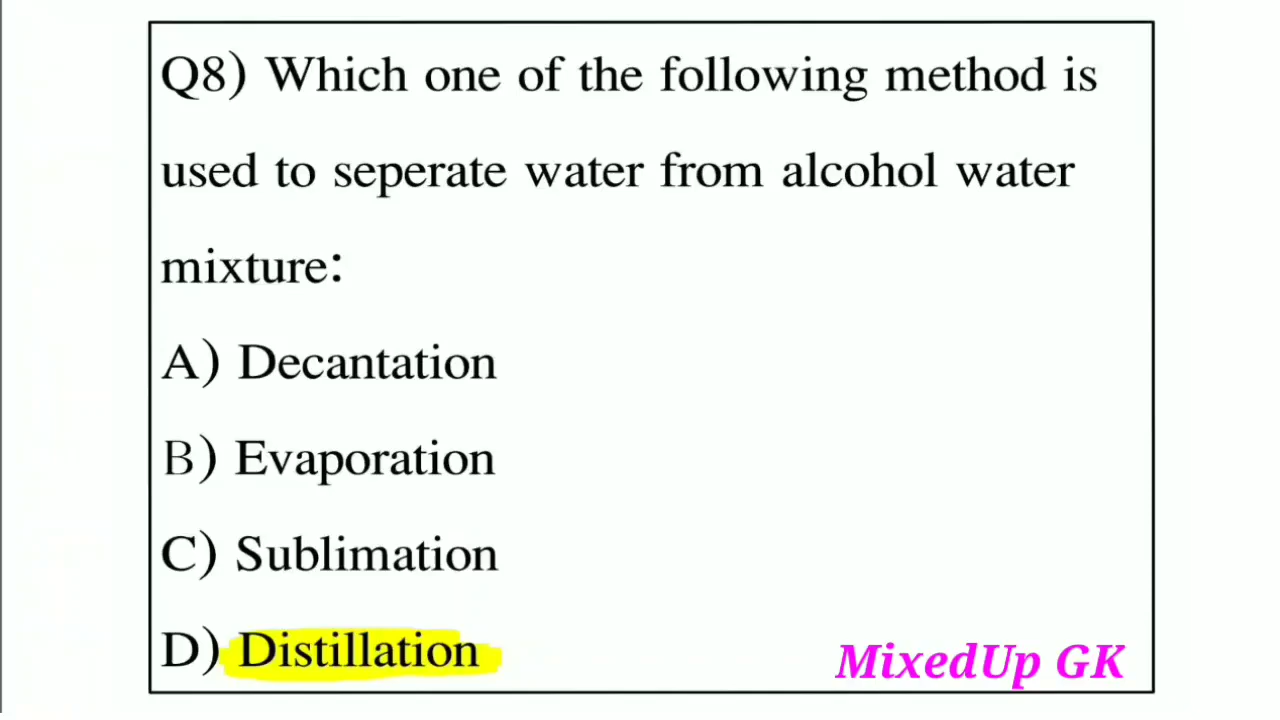 Q8) Which one of the following method is
used to seperate water from alcohol water
mixture:
A) Decantation
B) Evaporation
C) Sublimation
D) Distillation
MixedUp GK